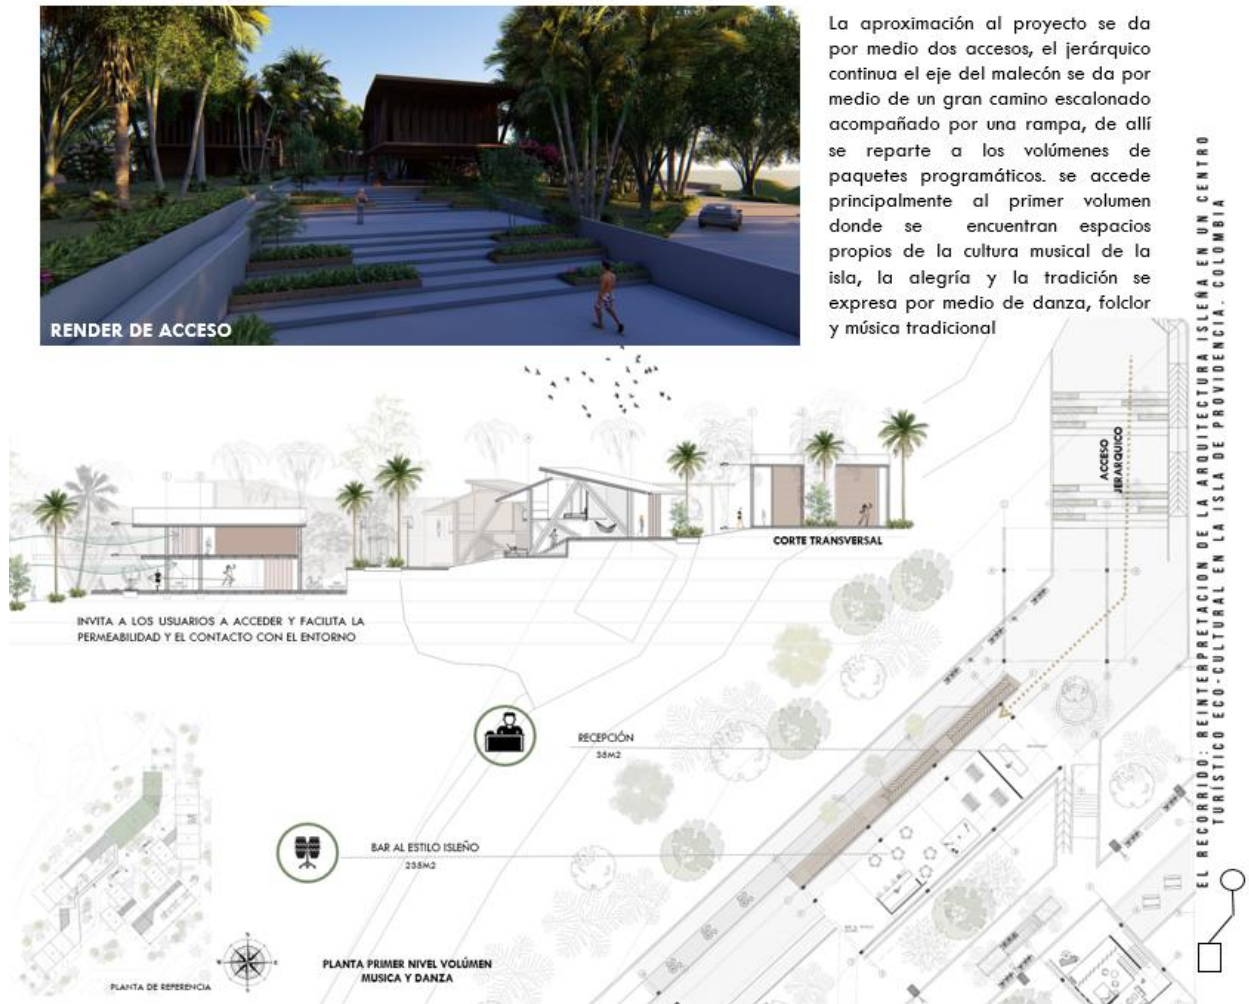 La aproximación al proyecto se da
por medio dos accesos, el jerárquico
continua el eje del malecón se da por
medio de un gran camino escalonado
acompañado por una rampa, de allí
se reparte a los volúmenes de
paquetes programáticos. se accede
principalmente al primer volumen
donde se encuentran espacios
propios de la cultura musical de la
isla, la alegría y la tradición se
expresa por medio de danza, folclor
y música tradicional
RENDER DE ACCESO
EL RECORRIDO: REINTERPRETACION DE LA ARQUITECTURA ISLEÑA EN UN CENTRO
TURÍSTICO ECO-CULTURAL EN LA ISLA DE PROVIDENCIA. COLOMBIA
ACCESO
JERARQUICO
CORTE TRANSVERSAL
INVITA A LOS USUARIOS A ACCEDER Y FACILITA LA
PERMEABILIDAD Y EL CONTACTO CON EL ENTORNO
RECEPCIÓN
38M2
BAR AL ESTILO ISLEÑO
238M2
PLANTA PRIMER NIVEL VOLÚMEN
MUSICA Y DANZA
PLANTA DE REFERENCIA